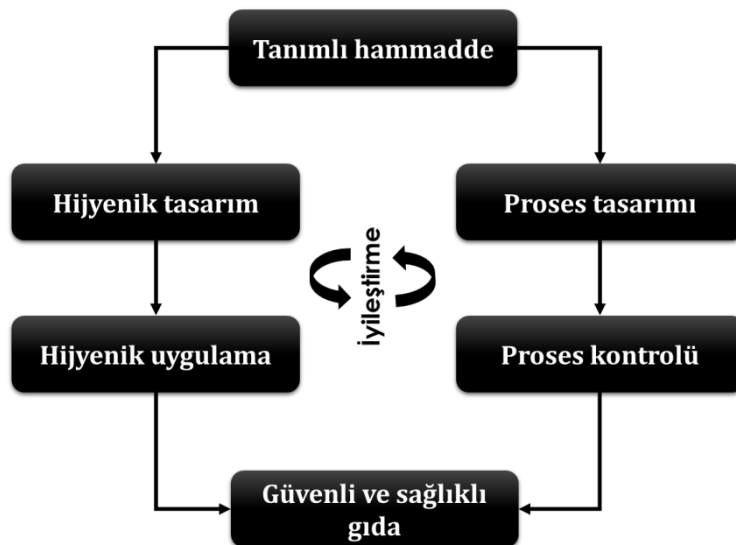 Tanımlı hammadde
Hijyenik tasarım
Proses tasarımı
İyileştirme
Hijyenik uygulama
Proses kontrolü
Güvenli ve sağlıklı
gıda